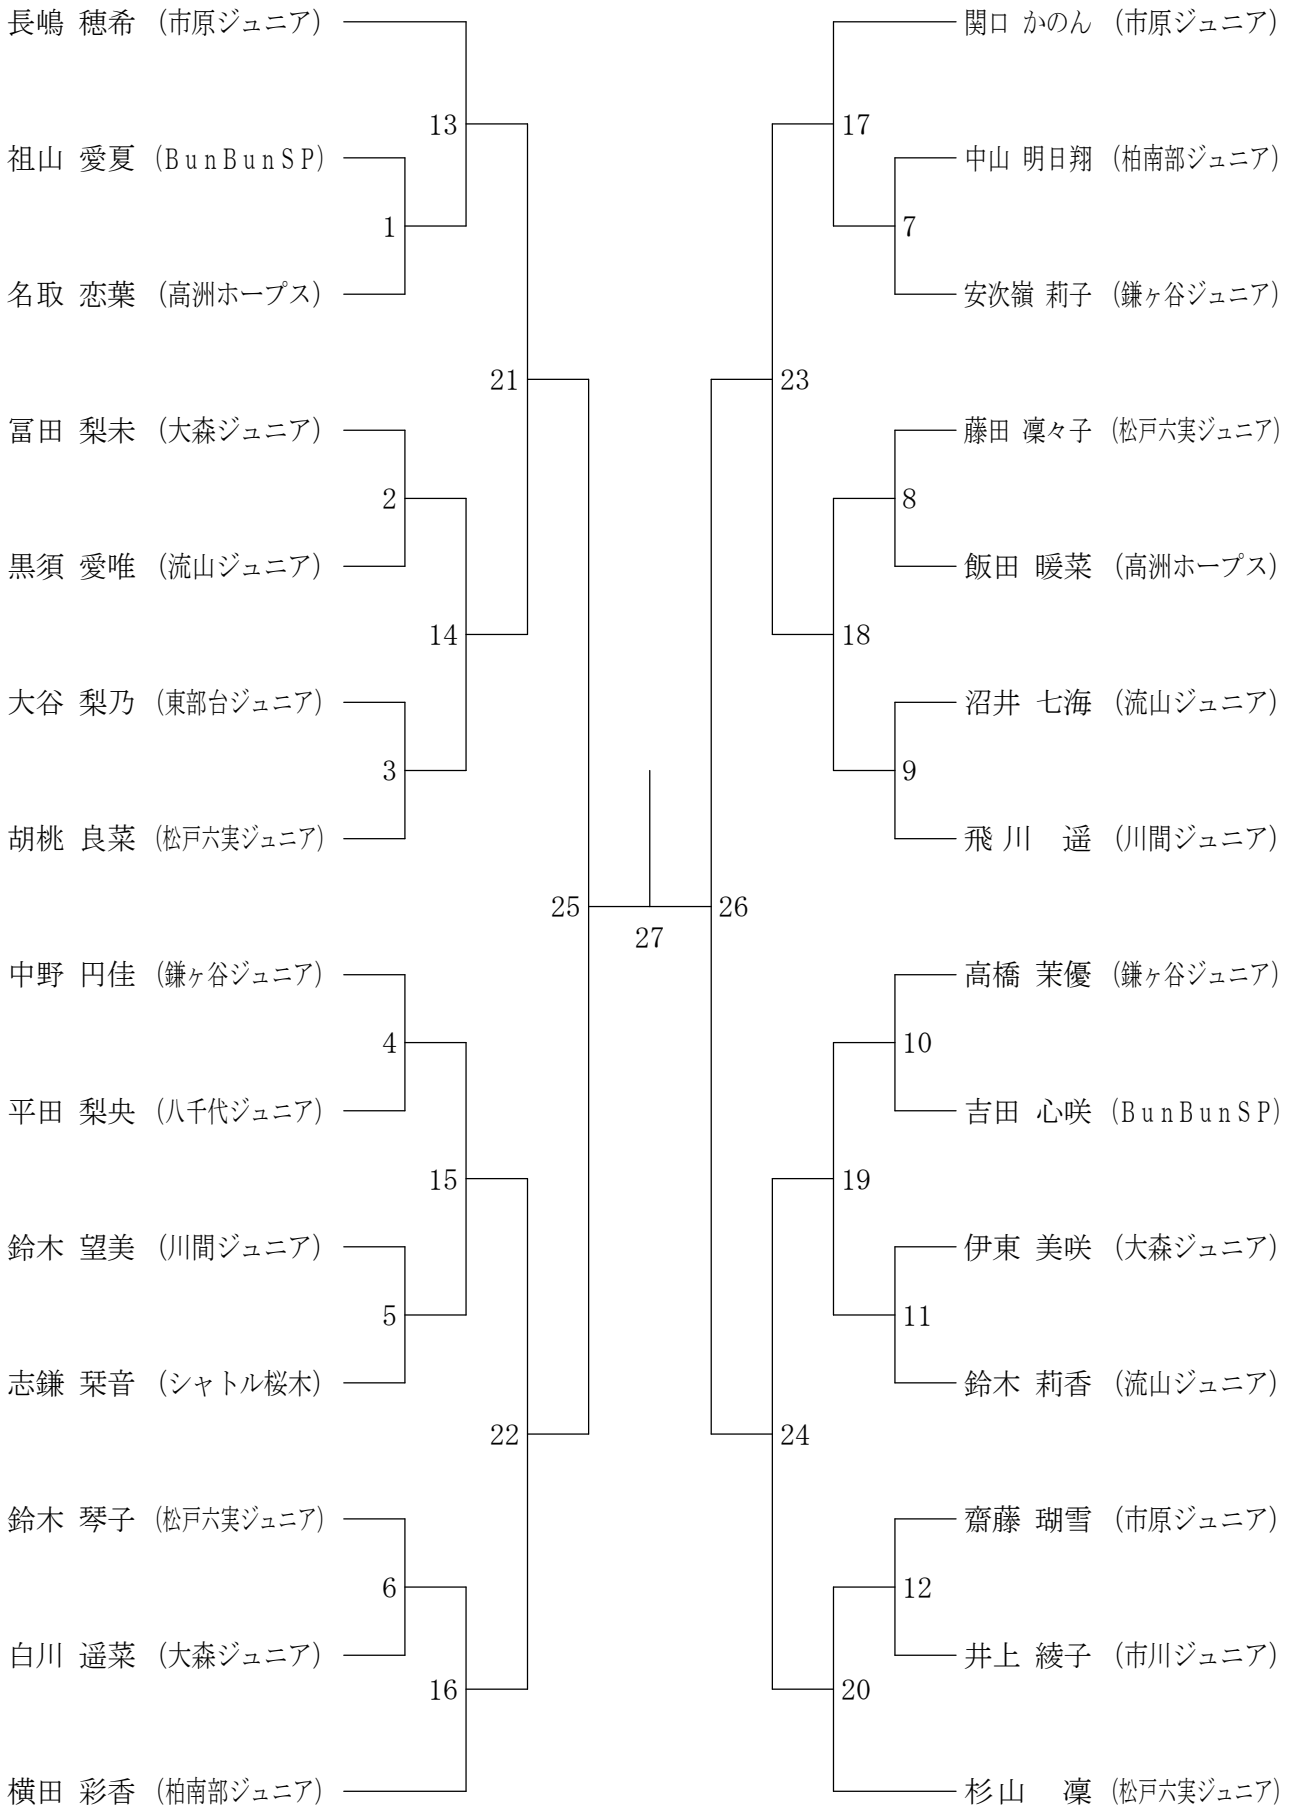 長嶋 穂希 (市原ジュニア)
13
祖山 愛夏 (BunBunSP)
1
名取 恋葉 (高洲ホープス)
21
冨田 梨未 (大森ジュニア)
2
黒須 愛唯 (流山ジュニア)
14
大谷 梨乃 (東部台ジュニア)
3
胡桃 良菜 (松戸六実ジュニア)
25
中野 円佳 (鎌ヶ谷ジュニア)
4
平田 梨央 (八千代ジュニア)
15
鈴木 望美 (川間ジュニア)
5
志鎌 栞音 (シャトル桜木)
22
鈴木 琴子 (松戸六実ジュニア)
6
白川 遥菜 (大森ジュニア)
16
横田 彩香 (柏南部ジュニア)
27
関口 かのん (市原ジュニア)
17
中山 明日翔 (柏南部ジュニア)
7
安次嶺 莉子 (鎌ヶ谷ジュニア)
23
藤田 凜々子 (松戸六実ジュニア)
8
飯田 暖菜 (高洲ホープス)
18
沼井 七海 (流山ジュニア)
9
飛川 遥 (川間ジュニア)
26
高橋 茉優 (鎌ヶ谷ジュニア)
10
吉田 心咲 (BunBunSP)
19
伊東 美咲 (大森ジュニア)
11
鈴木 莉香 (流山ジュニア)
24
齋藤 瑚雪 (市原ジュニア)
12
井上 綾子 (市川ジュニア)
20
杉山 凜 (松戸六実ジュニア)